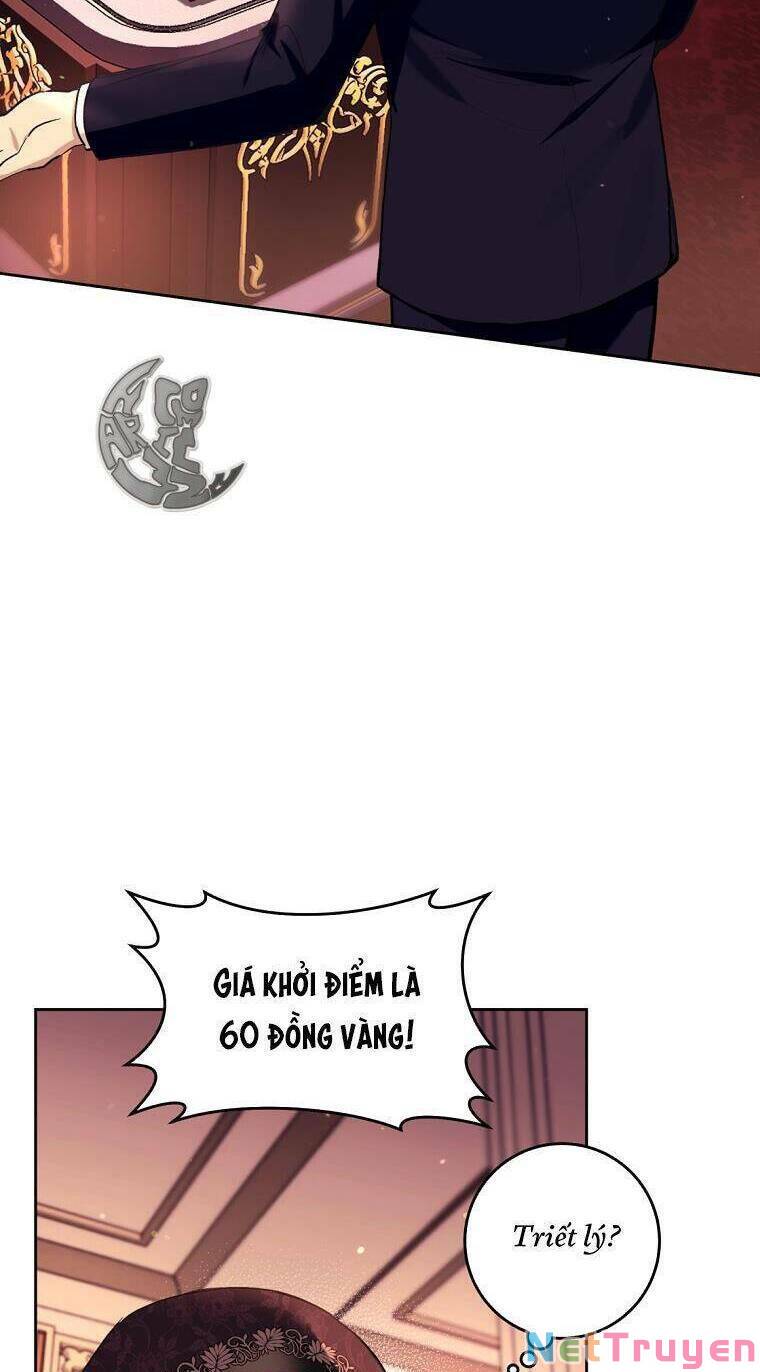 GIÁ KHỞI ĐIỂM LÀ
60 ĐỒNG VÀNG!
Triết lý?
NetTruyen